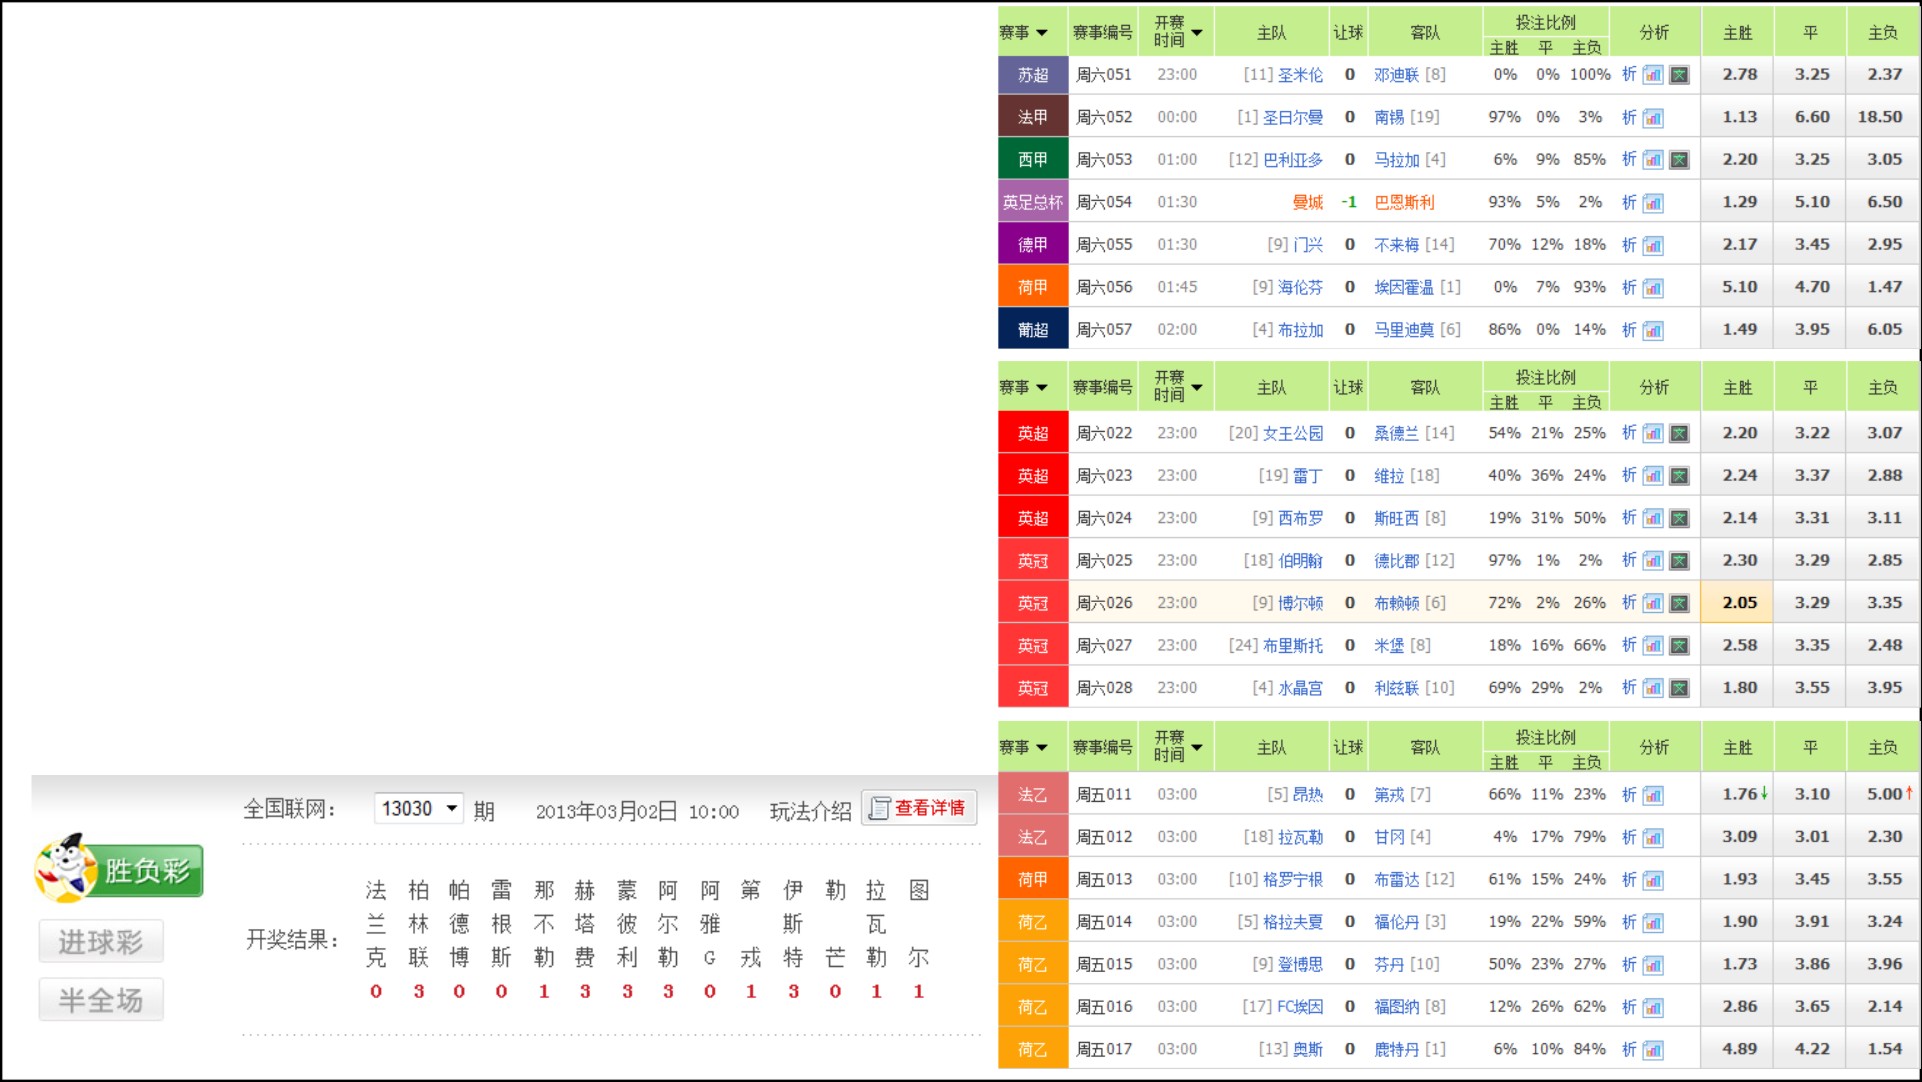 赛事 赛事编号 开赛时间 主队 让球 客队 投注比例 主胜 平 主负 分析 主胜 平 主负
苏超 周六051 23:00 [11] 圣米伦 0 邓迪联 [8] 0% 0% 100% 析 2.78 3.25 2.37
法甲 周六052 00:00 [1] 圣日尔曼 0 南锡 [19] 97% 0% 3% 析 1.13 6.60 18.50
西甲 周六053 01:00 [12] 巴利亚多 0 马拉加 [4] 6% 9% 85% 析 2.20 3.25 3.05
英足总杯 周六054 01:30 曼城 -1 巴恩斯利 93% 5% 2% 析 1.29 5.10 6.50
德甲 周六055 01:30 [9] 门兴 0 不来梅 [14] 70% 12% 18% 析 2.17 3.45 2.95
荷甲 周六056 01:45 [9] 海伦芬 0 埃因霍温 [1] 0% 7% 93% 析 5.10 4.70 1.47
葡超 周六057 02:00 [4] 布拉加 0 马里迪莫 [6] 86% 0% 14% 析 1.49 3.95 6.05
赛事 赛事编号 开赛时间 主队 让球 客队 投注比例 主胜 平 主负 分析 主胜 平 主负
英超 周六022 23:00 [20] 女王公园 0 桑德兰 [14] 54% 21% 25% 析 2.20 3.22 3.07
英超 周六023 23:00 [19] 雷丁 0 维拉 [18] 40% 36% 24% 析 2.24 3.37 2.88
英超 周六024 23:00 [9] 西布罗 0 斯旺西 [8] 19% 31% 50% 析 2.14 3.31 3.11
英冠 周六025 23:00 [18] 伯明翰 0 德比郡 [12] 97% 1% 2% 析 2.30 3.29 2.85
英冠 周六026 23:00 [9] 博尔顿 0 布赖顿 [6] 72% 2% 26% 析 2.05 3.29 3.35
英冠 周六027 23:00 [24] 布里斯托 0 米堡 [8] 18% 16% 66% 析 2.58 3.35 2.48
英冠 周六028 23:00 [4] 水晶宫 0 利兹联 [10] 69% 29% 2% 析 1.80 3.55 3.95
赛事 赛事编号 开赛时间 主队 让球 客队 投注比例 主胜 平 主负 分析 主胜 平 主负
法乙 周五011 03:00 [5] 昂热 0 第戎 [7] 66% 11% 23% 析 1.76↓ 3.10 5.00↑
法乙 周五012 03:00 [18] 拉瓦勒 0 甘冈 [4] 4% 17% 79% 析 3.09 3.01 2.30
荷甲 周五013 03:00 [10] 格罗宁根 0 布雷达 [12] 61% 15% 24% 析 1.93 3.45 3.55
荷乙 周五014 03:00 [5] 格拉夫夏 0 福伦丹 [3] 19% 22% 59% 析 1.90 3.91 3.24
荷乙 周五015 03:00 [9] 登博思 0 芬丹 [10] 50% 23% 27% 析 1.73 3.86 3.96
荷乙 周五016 03:00 [17] FC埃因 0 福图纳 [8] 12% 26% 62% 析 2.86 3.65 2.14
荷乙 周五017 03:00 [13] 奥斯 0 鹿特丹 [1] 6% 10% 84% 析 4.89 4.22 1.54
全国联网： 13030 期 2013年03月02日 10:00 玩法介绍 查看详情
胜负彩
进球彩
半全场
开奖结果：
法兰克 柏林联 帕德博 雷根斯 那不勒 赫塔费 蒙彼利 阿尔勒 阿雅G 第戎 伊斯特 勒芒 拉瓦勒 图尔
0 3 0 0 1 3 3 3 0 1 3 0 1 1